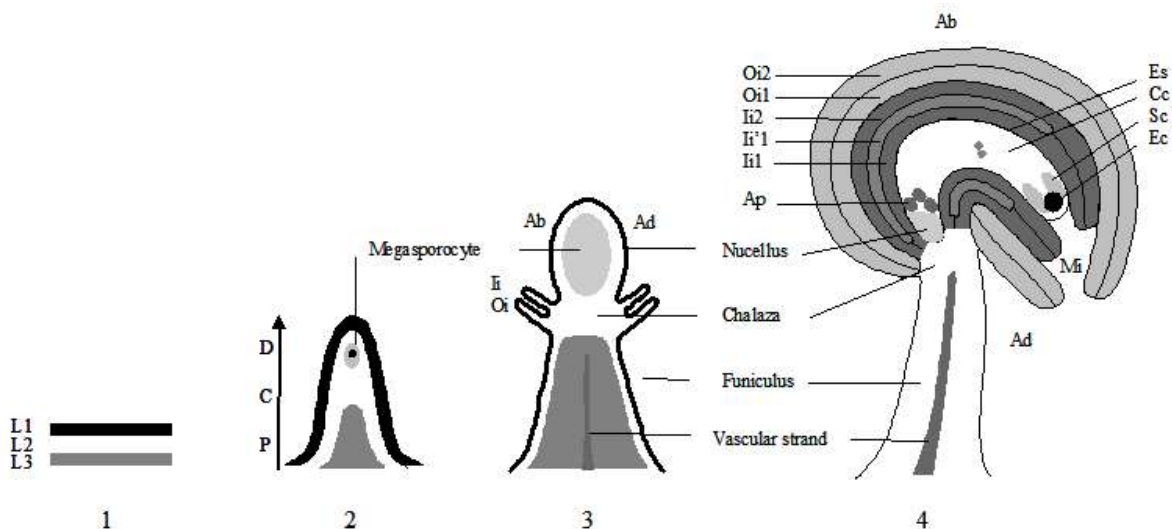 Ab
Oi2
Oi1
Ii2
Ii'1
Ii1
Ap
Es
Cc
Sc
Ec
Ab
Ad
Megasporocyte
Nucellus
Mi
Ii
Oi
Chalaza
Ad
D
C
P
Funiculus
L1
L2
L3
Vascular strand
1
2
3
4